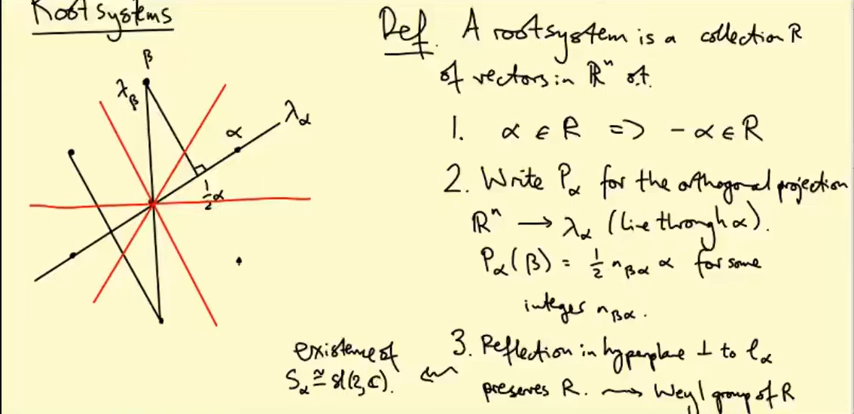 Root systems
Def. A root system is a collection R
of vectors in ℝⁿ s.t.
1. α ∈ R => -α ∈ R
2. Write Pα for the orthogonal projection
ℝⁿ → λα (line through α).
Pα(β) = ½ nβα α for some
integer nβα.
3. Reflection in hyperplane ⊥ to lα
preserves R. ⟿ Weyl group of R
existence of
Sα ≅ sl(2,C). ⇜
β
λβ
α
λα
½α